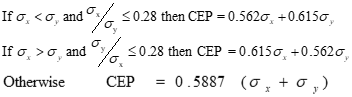 If σx < σy and σx/σy ≤ 0.28 then CEP = 0.562σx + 0.615σy
If σx > σy and σy/σx ≤ 0.28 then CEP = 0.615σx + 0.562σy
Otherwise CEP = 0.5887 (σx + σy)